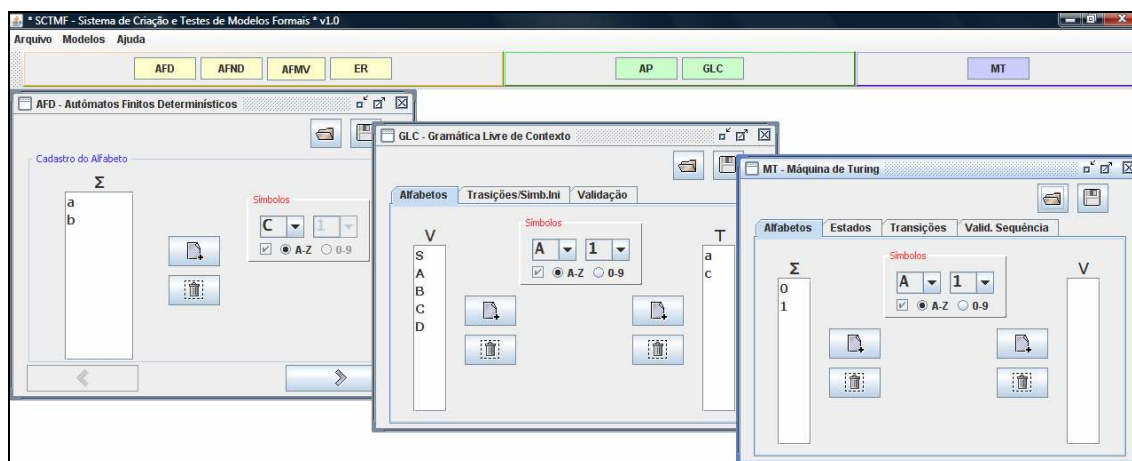 * SCTMF - Sistema de Criação e Testes de Modelos Formais * v1.0
Arquivo Modelos Ajuda
AFD AFND AFMV ER AP GLC MT
AFD - Autómatos Finitos Determinísticos
Cadastro do Alfabeto
Σ
a
b
Símbolos
C 1
A-Z 0-9
GLC - Gramática Livre de Contexto
Alfabetos Trasições/Simb.Ini Validação
V
S
A
B
C
D
Símbolos
A 1
A-Z 0-9
T
a
c
MT - Máquina de Turing
Alfabetos Estados Transições Valid. Sequência
Σ
0
1
Símbolos
A 1
A-Z 0-9
V